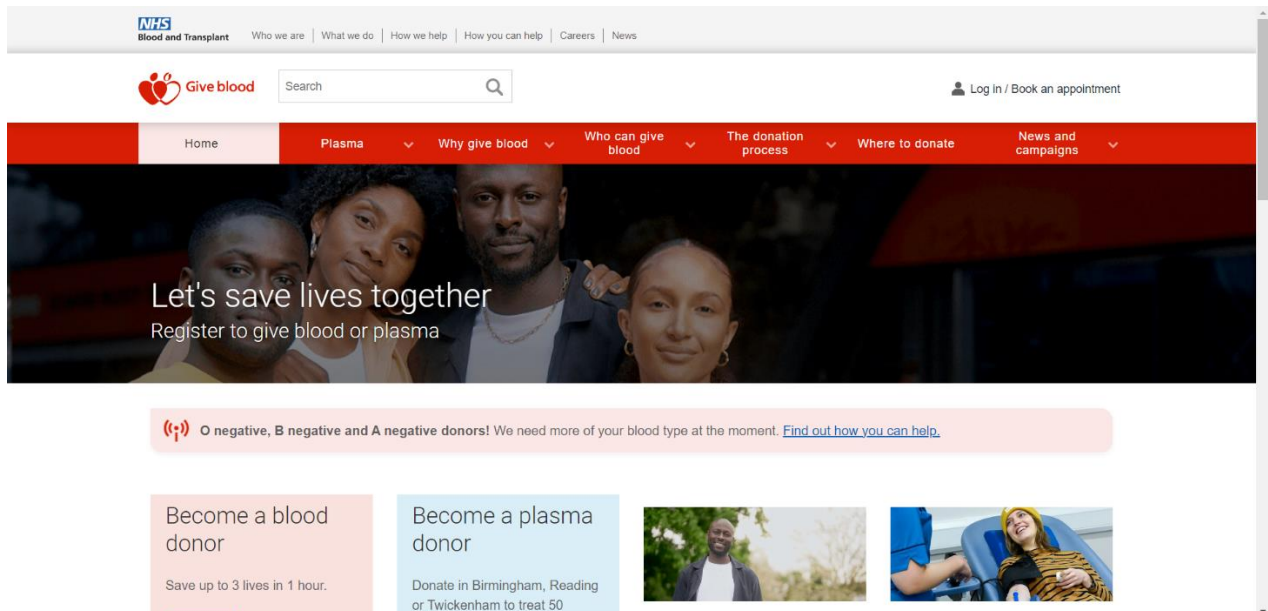 NHS
Blood and Transplant
Who we are | What we do | How we help | How you can help | Careers | News
Give blood
Search
Log in / Book an appointment
Home
Plasma
Why give blood
Who can give
blood
The donation
process
Where to donate
News and
campaigns
Let's save lives together
Register to give blood or plasma
O negative, B negative and A negative donors! We need more of your blood type at the moment. Find out how you can help.
Become a blood
donor
Save up to 3 lives in 1 hour.
Become a plasma
donor
Donate in Birmingham, Reading
or Twickenham to treat 50